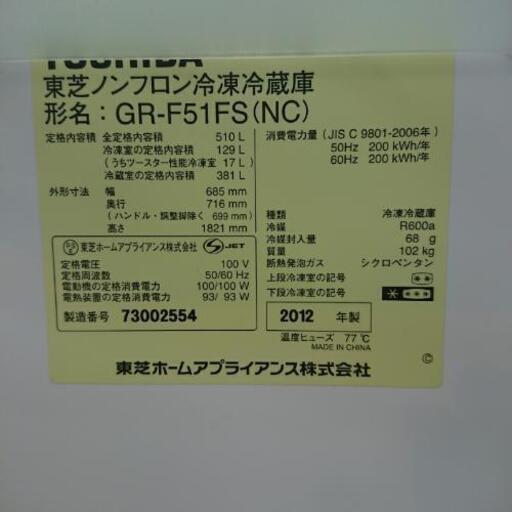 TOSHIBA
東芝ノンフロン冷凍冷蔵庫
形名：GR-F51FS(NC)
定格内容積 全定格内容積 510 L
冷凍室の定格内容積 129 L
(うちツースター性能冷凍室 17 L)
冷蔵室の定格内容積 381 L
外形寸法 幅 685 mm
奥行 716 mm
(ハンドル・調整脚除く 699 mm)
高さ 1821 mm
東芝ホームアプライアンス株式会社 JET
定格電圧 100 V
定格周波数 50/60 Hz
電動機の定格消費電力 100/100 W
電熱装置の定格消費電力 93/ 93 W
製造番号 73002554
消費電力量 (JIS C 9801-2006年)
50Hz 200 kWh/年
60Hz 200 kWh/年
種類 冷凍冷蔵庫
冷媒 R600a
冷媒封入量 68 g
質量 102 kg
断熱発泡ガス シクロペンタン
上段冷凍室の記号
下段冷凍室の記号
2012 年製
温度ヒューズ 77℃
MADE IN CHINA
©
東芝ホームアプライアンス株式会社